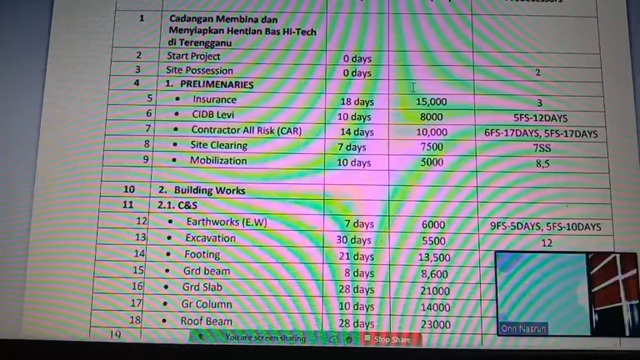 1 Cadangan Membina dan
Menyiapkan Hentian Bas Hi-Tech
di Terengganu
2 Start Project 0 days
3 Site Possession 0 days 2
4 1. PRELIMENARIES
5 • Insurance 18 days 15,000 3
6 • CIDB Levi 10 days 8000 5FS-12DAYS
7 • Contractor All Risk (CAR) 14 days 10,000 6FS-17DAYS, 5FS-17DAYS
8 • Site Clearing 7 days 7500 7SS
9 • Mobilization 10 days 5000 8,5
10 2. Building Works
11 2.1. C&S
12 • Earthworks (E.W) 7 days 6000 9FS-5DAYS, 5FS-10DAYS
13 • Excavation 30 days 5500 12
14 • Footing 21 days 13,500
15 • Grd beam 8 days 8,600
16 • Grd Slab 28 days 21000
17 • Gr Column 10 days 14000
18 • Roof Beam 28 days 23000
19
You are screen sharing Stop Share
Onn Nasrun